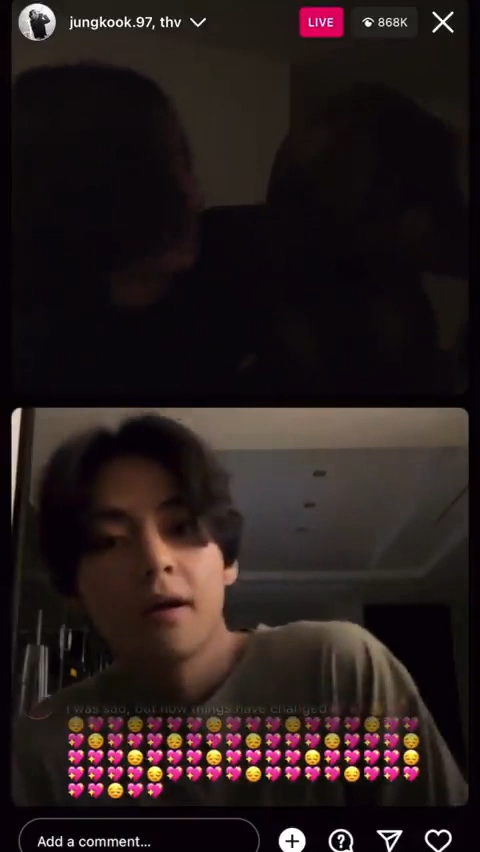 jungkook.97, thv
LIVE
868K
I was sad, but now things have changed
Add a comment...